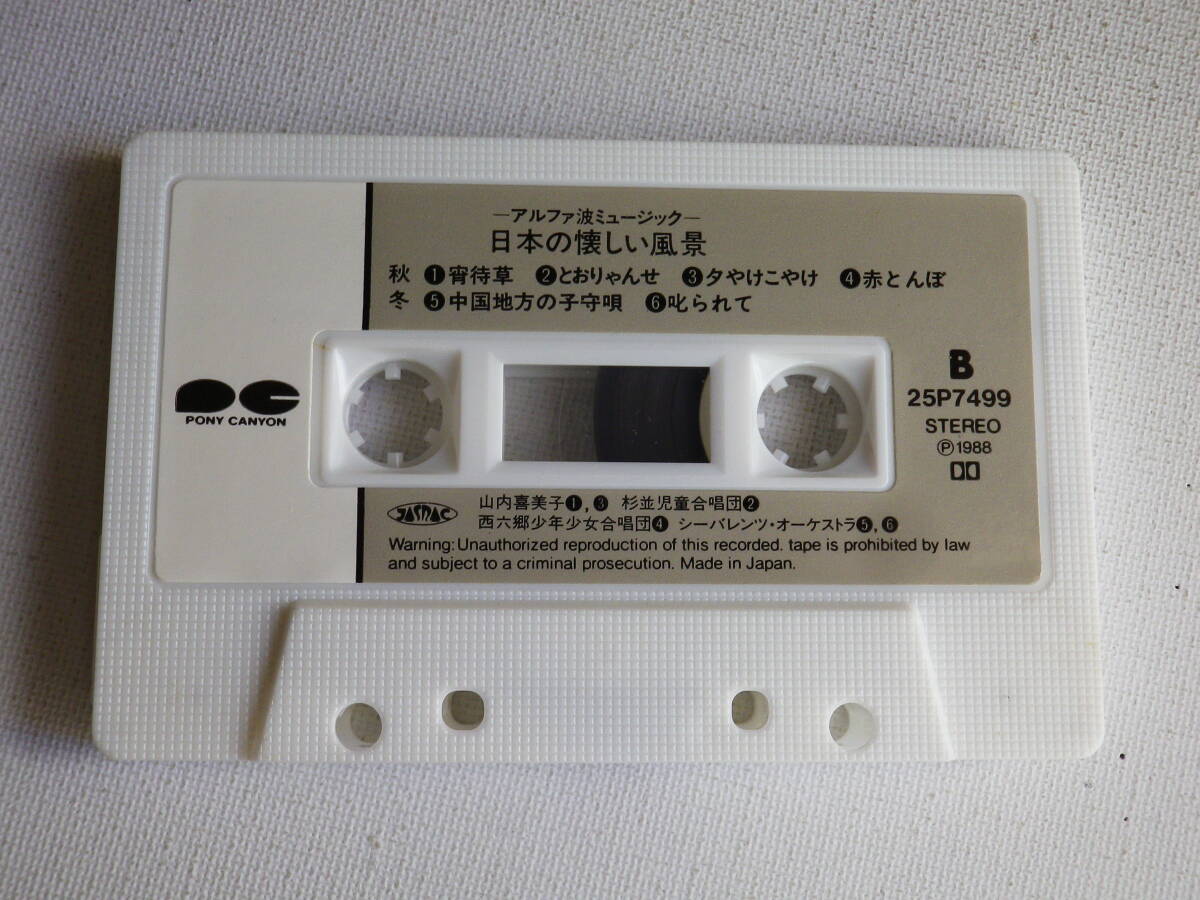 ―アルファ波ミュージック―
日本の懐しい風景
秋 ❶宵待草 ❷とおりゃんせ ❸夕やけこやけ ❹赤とんぼ
冬 ❺中国地方の子守唄 ❻叱られて
PONY CANYON
B
25P7499
STEREO
Ⓟ1988
JASRAC
山内喜美子❶,❸ 杉並児童合唱団❷
西六郷少年少女合唱団❹ シーバレンツ・オーケストラ❺,❻
Warning: Unauthorized reproduction of this recorded. tape is prohibited by law
and subject to a criminal prosecution. Made in Japan.